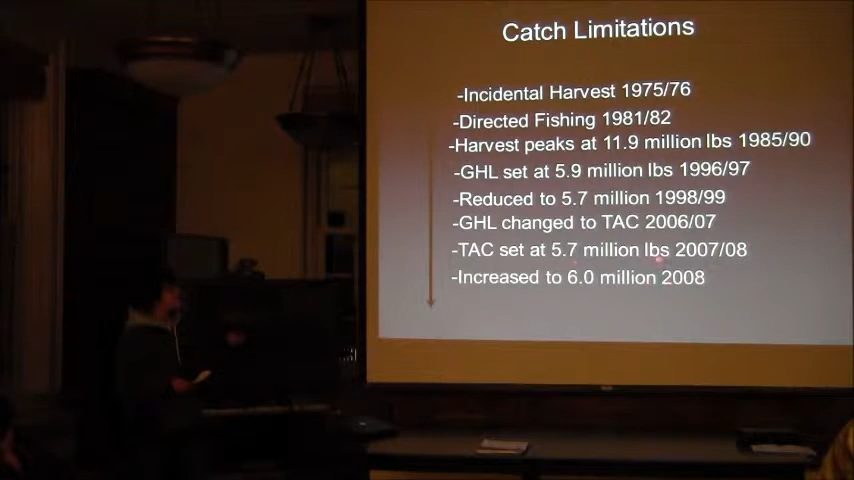 Catch Limitations
-Incidental Harvest 1975/76
-Directed Fishing 1981/82
-Harvest peaks at 11.9 million lbs 1985/90
-GHL set at 5.9 million lbs 1996/97
-Reduced to 5.7 million 1998/99
-GHL changed to TAC 2006/07
-TAC set at 5.7 million lbs 2007/08
-Increased to 6.0 million 2008